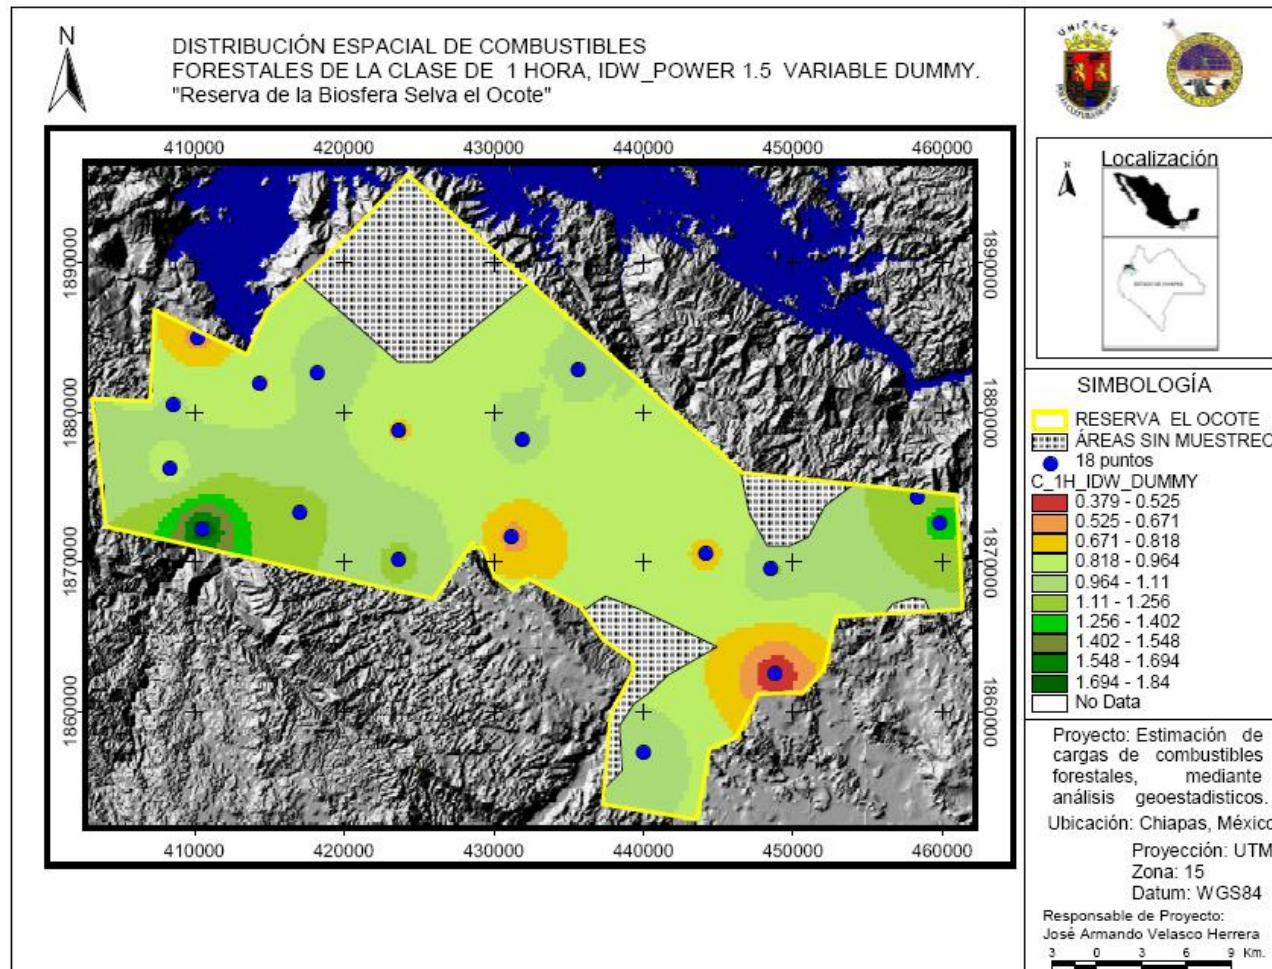 N
DISTRIBUCIÓN ESPACIAL DE COMBUSTIBLES
FORESTALES DE LA CLASE DE 1 HORA, IDW_POWER 1.5 VARIABLE DUMMY.
"Reserva de la Biosfera Selva el Ocote"
410000 420000 430000 440000 450000 460000
1890000
1880000
1870000
1860000
1890000
1880000
1870000
1860000
410000 420000 430000 440000 450000 460000
UNICACH
N
Localización
ESTADO DE CHIAPAS
SIMBOLOGÍA
RESERVA EL OCOTE
ÁREAS SIN MUESTREO
18 puntos
C_1H_IDW_DUMMY
0.379 - 0.525
0.525 - 0.671
0.671 - 0.818
0.818 - 0.964
0.964 - 1.11
1.11 - 1.256
1.256 - 1.402
1.402 - 1.548
1.548 - 1.694
1.694 - 1.84
No Data
Proyecto: Estimación de
cargas de combustibles
forestales, mediante
análisis geoestadisticos.
Ubicación: Chiapas, México
Proyección: UTM
Zona: 15
Datum: WGS84
Responsable de Proyecto:
José Armando Velasco Herrera
3 0 3 6 9 Km.